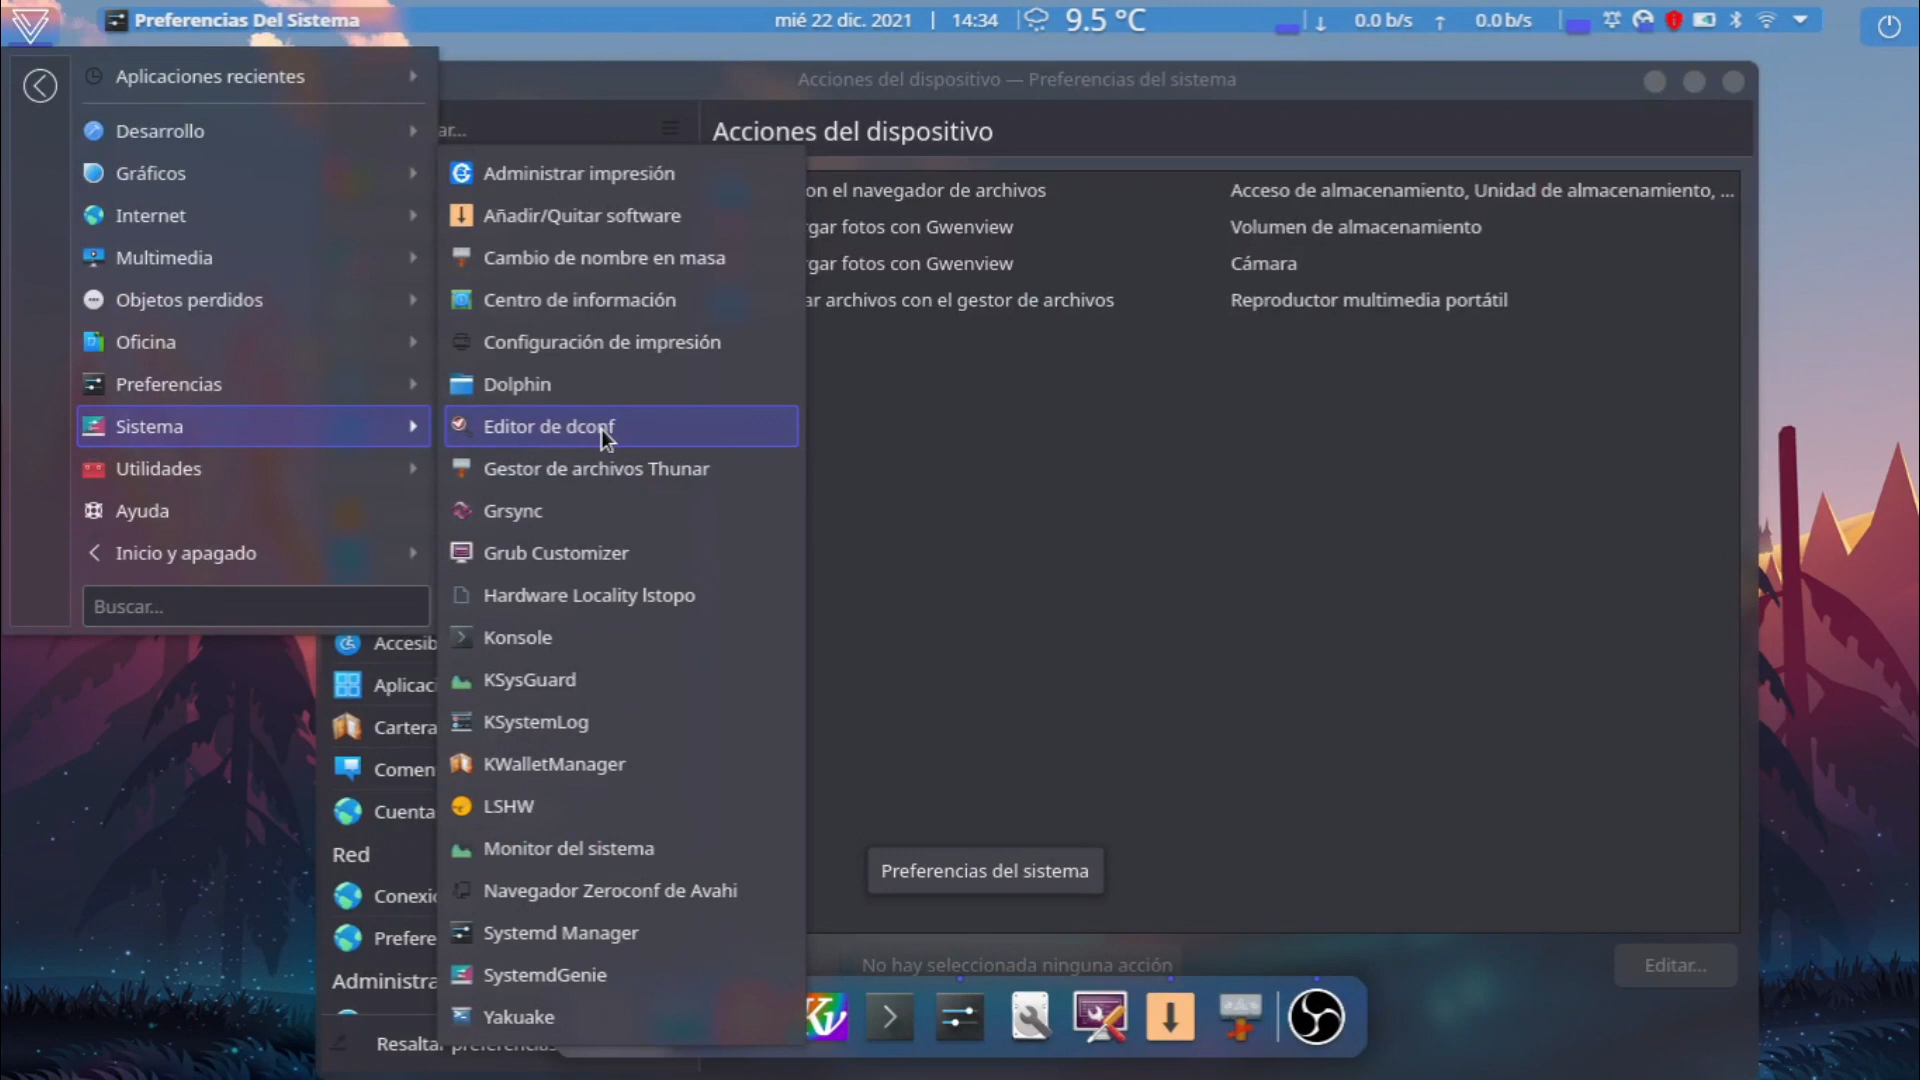 Preferencias Del Sistema
mié 22 dic. 2021 | 14:34 | 9.5 °C
↓ 0.0 b/s ↑ 0.0 b/s
Aplicaciones recientes
Desarrollo
Gráficos
Internet
Multimedia
Objetos perdidos
Oficina
Preferencias
Sistema
Utilidades
Ayuda
Inicio y apagado
Buscar...
Administrar impresión
Añadir/Quitar software
Cambio de nombre en masa
Centro de información
Configuración de impresión
Dolphin
Editor de dconf
Gestor de archivos Thunar
Grsync
Grub Customizer
Hardware Locality lstopo
Konsole
KSysGuard
KSystemLog
KWalletManager
LSHW
Monitor del sistema
Navegador Zeroconf de Avahi
Systemd Manager
SystemdGenie
Yakuake
Acciones del dispositivo — Preferencias del sistema
ar...
Acciones del dispositivo
on el navegador de archivos Acceso de almacenamiento, Unidad de almacenamiento, ...
rgar fotos con Gwenview Volumen de almacenamiento
rgar fotos con Gwenview Cámara
ar archivos con el gestor de archivos Reproductor multimedia portátil
Accesib
Aplicaci
Cartera
Comen
Cuenta
Red
Conexio
Prefere
Administra
Resaltar preferencias
Preferencias del sistema
No hay seleccionada ninguna acción
Editar...